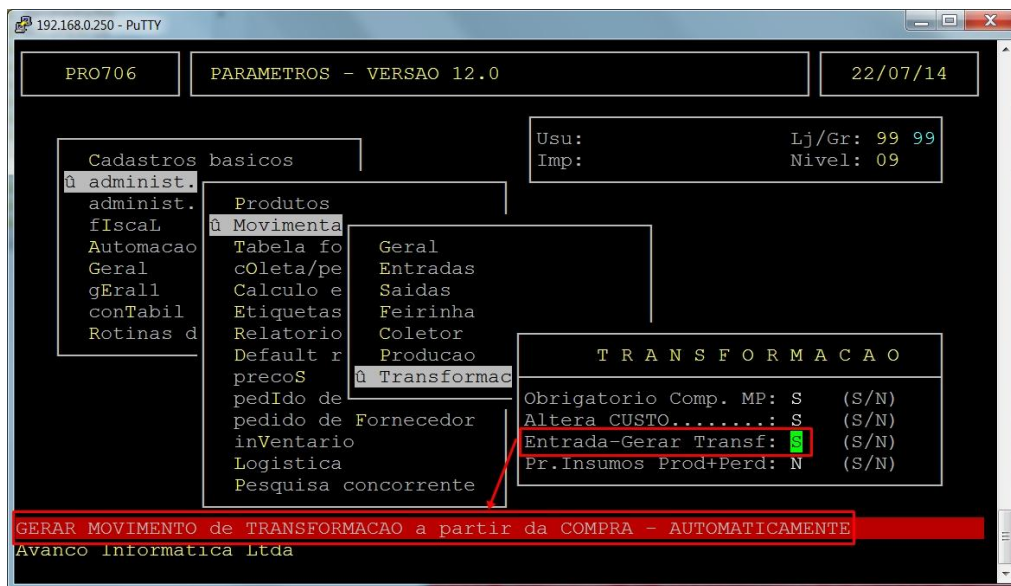 192.168.0.250 - PuTTY
PRO706
PARAMETROS - VERSAO 12.0
22/07/14
Usu: Lj/Gr: 99 99
Imp: Nivel: 09
Cadastros basicos
û administ.
administ.
fIscaL
Automacao
Geral
gEral1
conTabil
Rotinas d
Produtos
û Movimenta
Tabela fo
cOleta/pe
Calculo e
Etiquetas
Relatorio
Default r
precoS
pedIdo de
pedido de Fornecedor
inVentario
Logistica
Pesquisa concorrente
Geral
Entradas
Saidas
Feirinha
Coletor
Producao
û Transformac
T R A N S F O R M A C A O
Obrigatorio Comp. MP: S (S/N)
Altera CUSTO........: S (S/N)
Entrada-Gerar Transf: S (S/N)
Pr.Insumos Prod+Perd: N (S/N)
GERAR MOVIMENTO de TRANSFORMACAO a partir da COMPRA - AUTOMATICAMENTE
Avanco Informatica Ltda